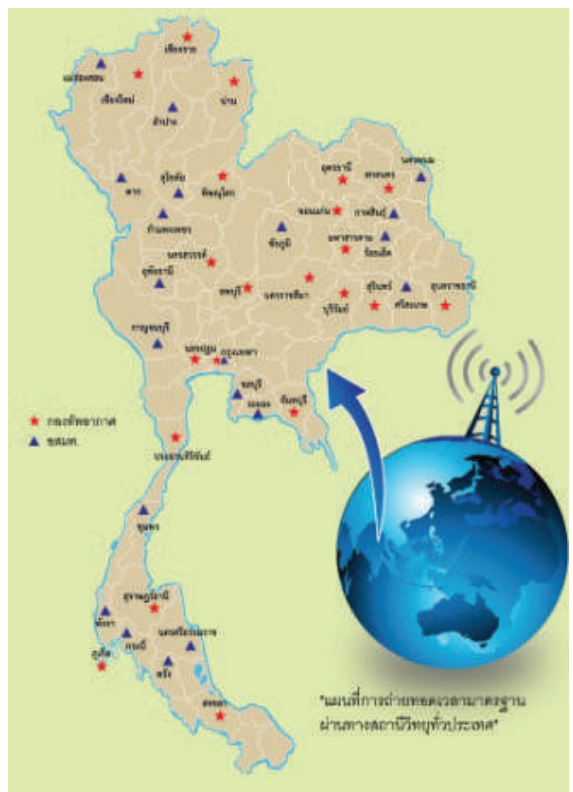 เชียงราย
แม่ฮ่องสอน
เชียงใหม่
น่าน
ลำปาง
ตาก
สุโขทัย
พิษณุโลก
อุดรธานี
สกลนคร
นครพนม
กำแพงเพชร
ขอนแก่น
กาฬสินธุ์
ชัยภูมิ
มหาสารคาม
ร้อยเอ็ด
นครสวรรค์
อุทัยธานี
ลพบุรี
นครราชสีมา
บุรีรัมย์
สุรินทร์
ศรีสะเกษ
อุบลราชธานี
กาญจนบุรี
นครปฐม
กรุงเทพฯ
ชลบุรี
ระยอง
จันทบุรี
กองทัพอากาศ
อสมท.
ประจวบคีรีขันธ์
ชุมพร
สุราษฎร์ธานี
พังงา
กระบี่
นครศรีธรรมราช
ภูเก็ต
ตรัง
สงขลา
"แผนที่การถ่ายทอดเวลามาตรฐาน
ผ่านทางสถานีวิทยุทั่วประเทศ"